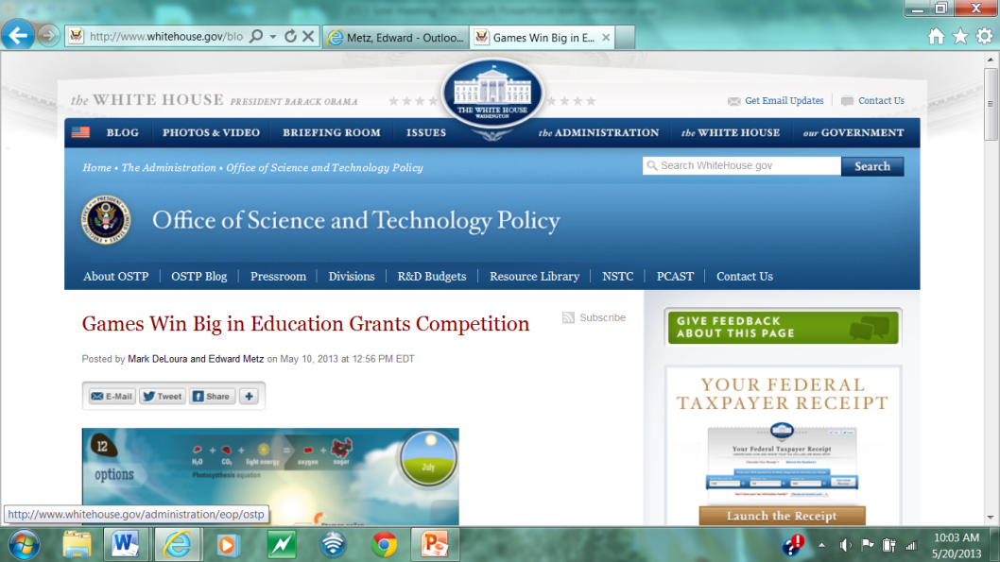 http://www.whitehouse.gov/blo
Metz, Edward - Outloo...
Games Win Big in E...
the WHITE HOUSE PRESIDENT BARACK OBAMA
THE WHITE HOUSE
WASHINGTON
Get Email Updates
Contact Us
BLOG PHOTOS & VIDEO BRIEFING ROOM ISSUES the ADMINISTRATION the WHITE HOUSE our GOVERNMENT
Home • The Administration • Office of Science and Technology Policy
Search WhiteHouse.gov
Search
Office of Science and Technology Policy
About OSTP OSTP Blog Pressroom Divisions R&D Budgets Resource Library NSTC PCAST Contact Us
Games Win Big in Education Grants Competition
Subscribe
Posted by Mark DeLoura and Edward Metz on May 10, 2013 at 12:56 PM EDT
E-Mail Tweet Share +
12
options
H₂O + CO₂ + light energy = oxygen + sugar
Photosynthesis equation
July
GIVE FEEDBACK
ABOUT THIS PAGE
YOUR FEDERAL
TAXPAYER RECEIPT
Your Federal Taxpayer Receipt
Launch the Receipt
http://www.whitehouse.gov/administration/eop/ostp
10:03 AM
5/20/2013